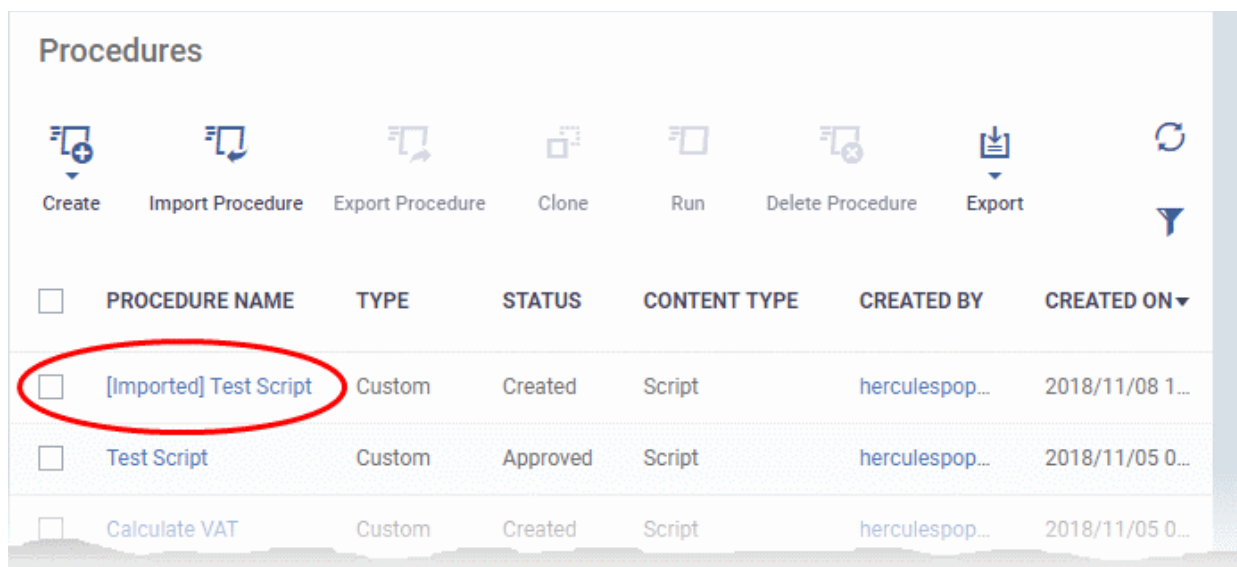 Procedures
Create Import Procedure Export Procedure Clone Run Delete Procedure Export
PROCEDURE NAME TYPE STATUS CONTENT TYPE CREATED BY CREATED ON
[Imported] Test Script Custom Created Script herculespop... 2018/11/08 1...
Test Script Custom Approved Script herculespop... 2018/11/05 0...
Calculate VAT Custom Created Script herculespop... 2018/11/05 0...